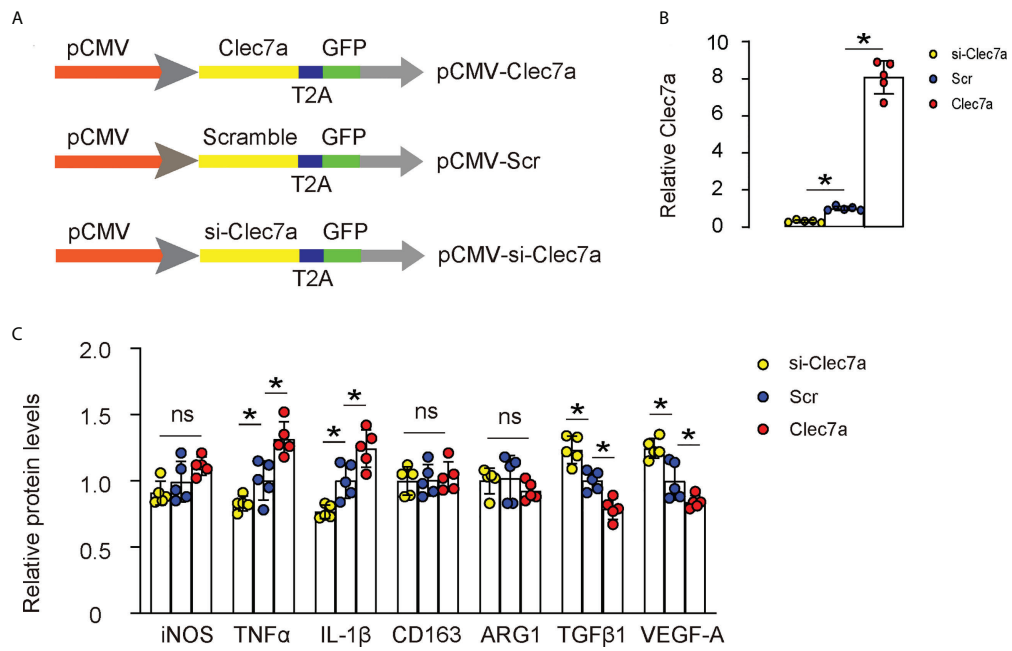 A
pCMV Clec7a GFP
T2A
pCMV-Clec7a
pCMV Scramble GFP
T2A
pCMV-Scr
pCMV si-Clec7a GFP
T2A
pCMV-si-Clec7a
B
Relative Clec7a
10
8
6
4
2
0
*
*
si-Clec7a
Scr
Clec7a
C
Relative protein levels
2.0
1.5
1.0
0.5
0
ns
* *
* *
ns
ns
* *
* *
iNOS TNFα IL-1β CD163 ARG1 TGFβ1 VEGF-A
si-Clec7a
Scr
Clec7a